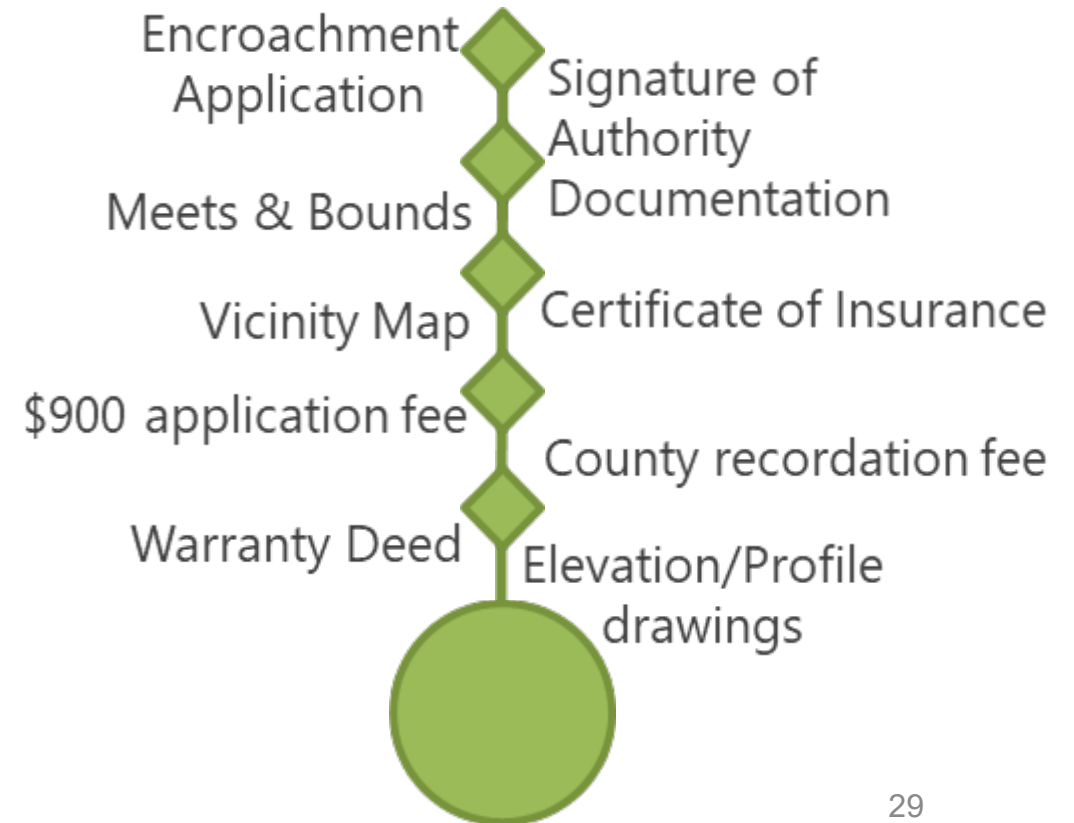 Encroachment
Application
Signature of
Authority
Documentation
Meets & Bounds
Certificate of Insurance
Vicinity Map
$900 application fee
County recordation fee
Warranty Deed
Elevation/Profile
drawings
29